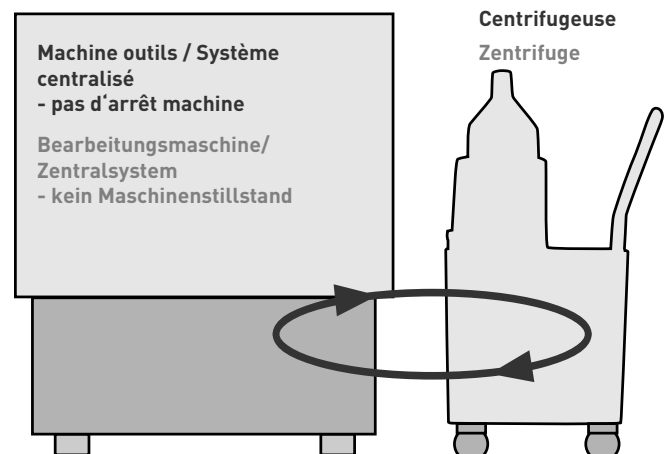 Machine outils / Système
centralisé
- pas d‘arrêt machine
Bearbeitungsmaschine/
Zentralsystem
- kein Maschinenstillstand
Centrifugeuse
Zentrifuge